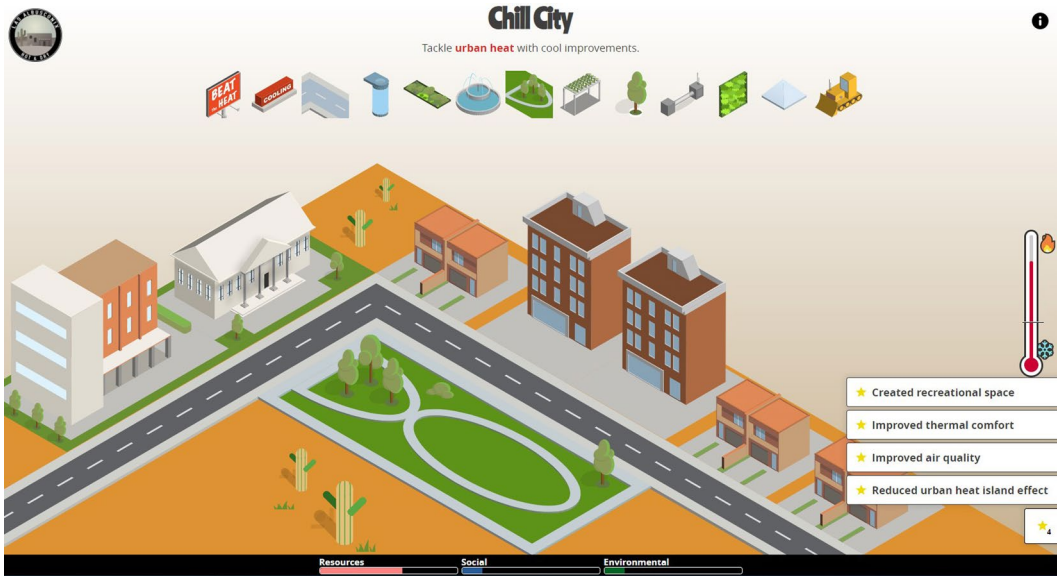 Chill City
Tackle urban heat with cool improvements.
BEAT
the HEAT
COOLING
Created recreational space
Improved thermal comfort
Improved air quality
Reduced urban heat island effect
4
Resources
Social
Environmental